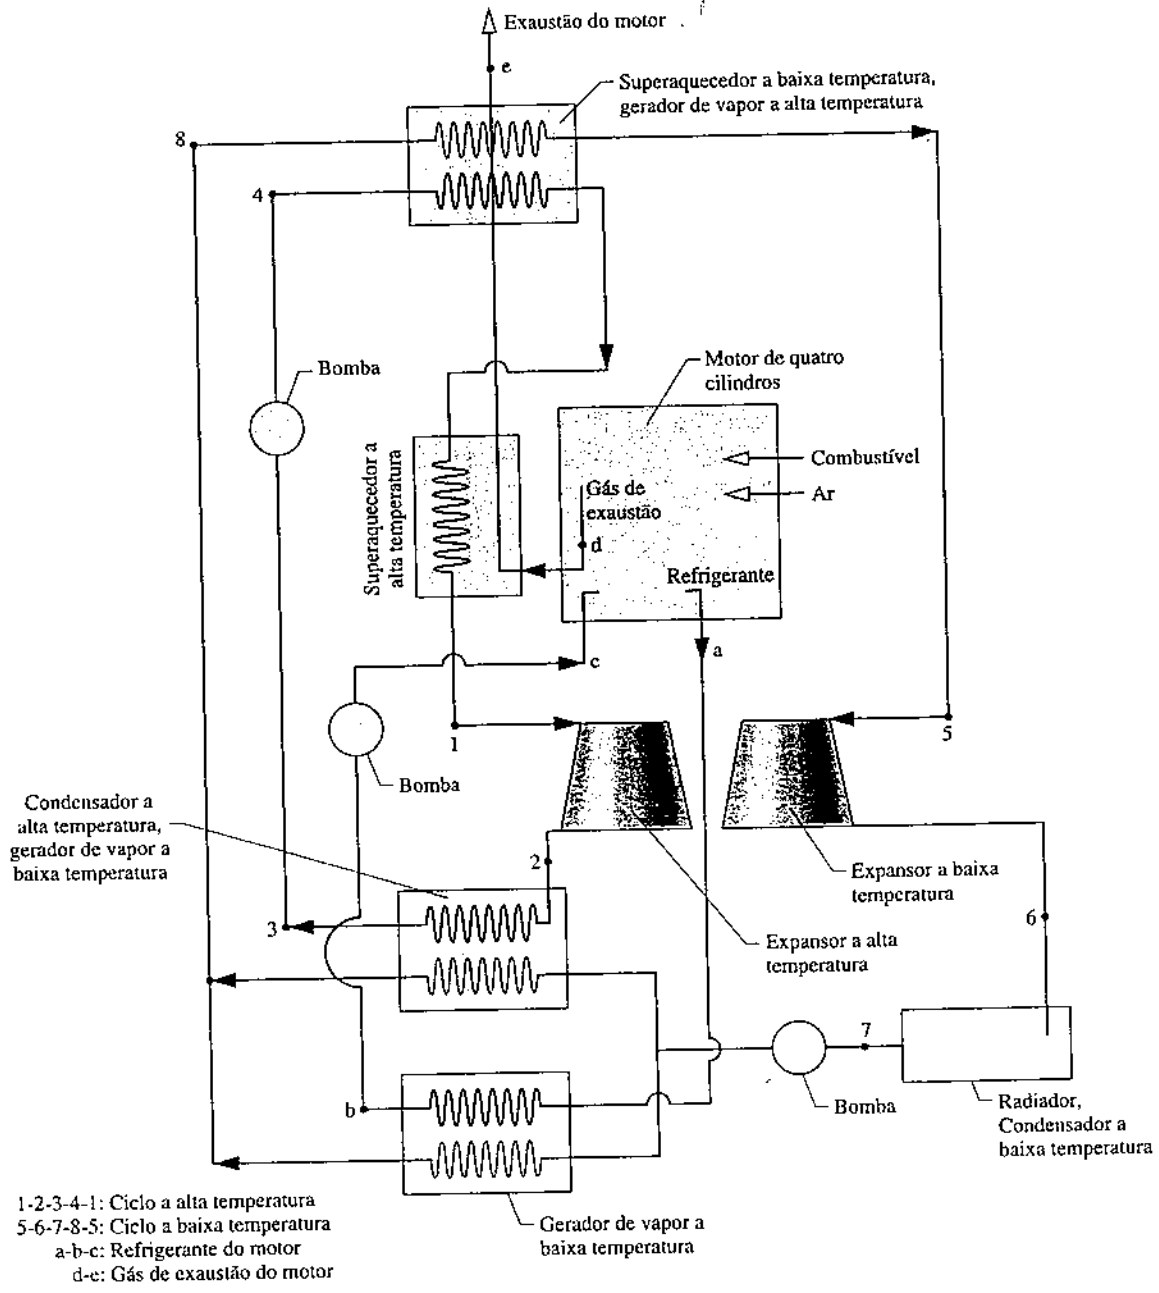 Exaustão do motor
e
Superaquecedor a baixa temperatura,
gerador de vapor a alta temperatura
8
4
Bomba
Motor de quatro
cilindros
Superaquecedor a
alta temperatura
Combustível
Gás de
exaustão
Ar
d
Refrigerante
c
a
1
5
Bomba
Condensador a
alta temperatura,
gerador de vapor a
baixa temperatura
2
Expansor a baixa
temperatura
6
3
Expansor a alta
temperatura
7
b
Bomba
Radiador,
Condensador a
baixa temperatura
1-2-3-4-1: Ciclo a alta temperatura
5-6-7-8-5: Ciclo a baixa temperatura
a-b-c: Refrigerante do motor
d-e: Gás de exaustão do motor
Gerador de vapor a
baixa temperatura